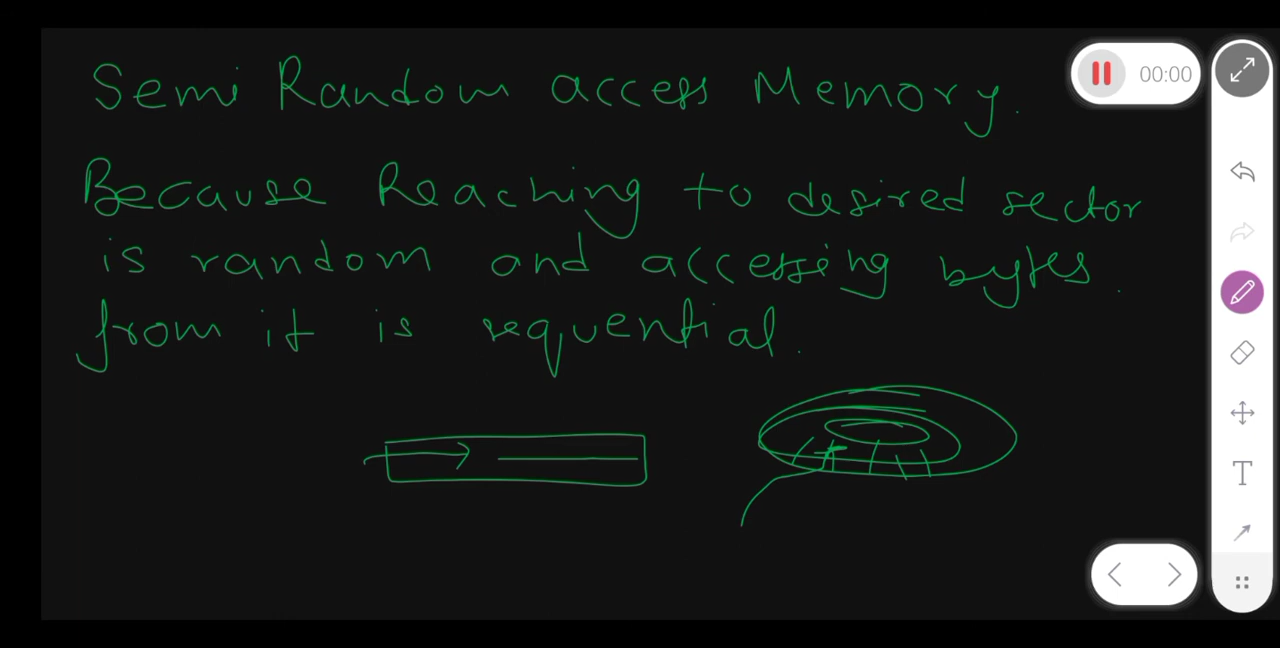 Semi Random access Memory.
00:00
Because Reaching to desired sector
is random and accessing bytes.
from it is sequential.
T